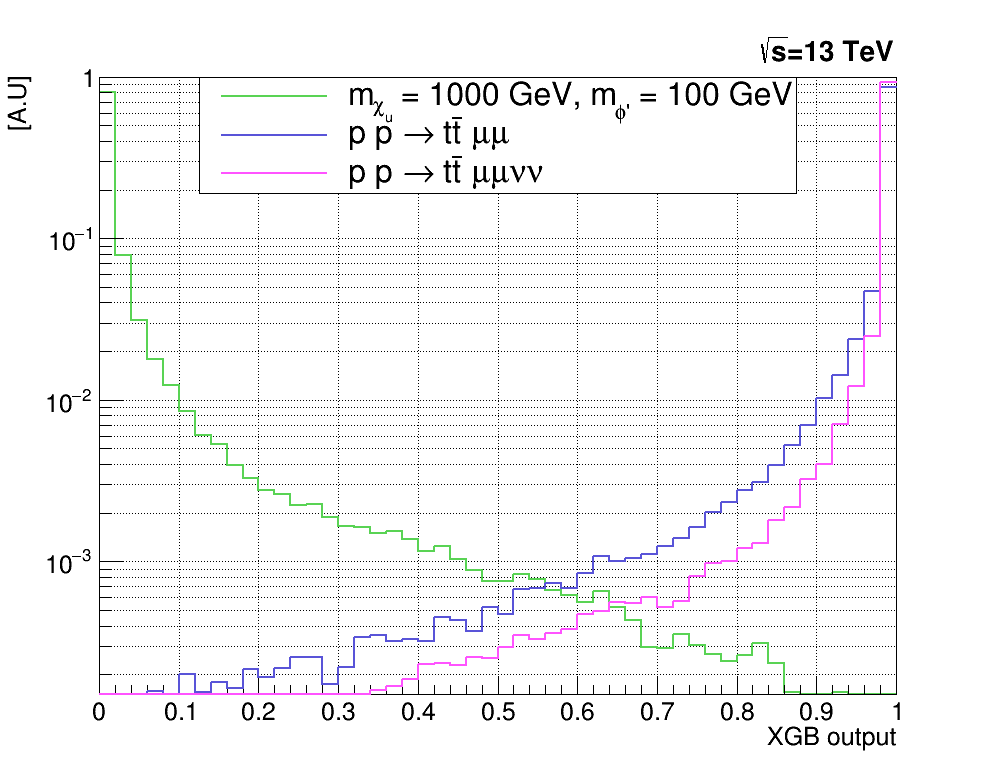 √s=13 TeV
[A.U]
m_χ_u = 1000 GeV, m_ϕ' = 100 GeV
p p → tt̄ μμ
p p → tt̄ μμνν
1
10⁻¹
10⁻²
10⁻³
0 0.1 0.2 0.3 0.4 0.5 0.6 0.7 0.8 0.9 1
XGB output